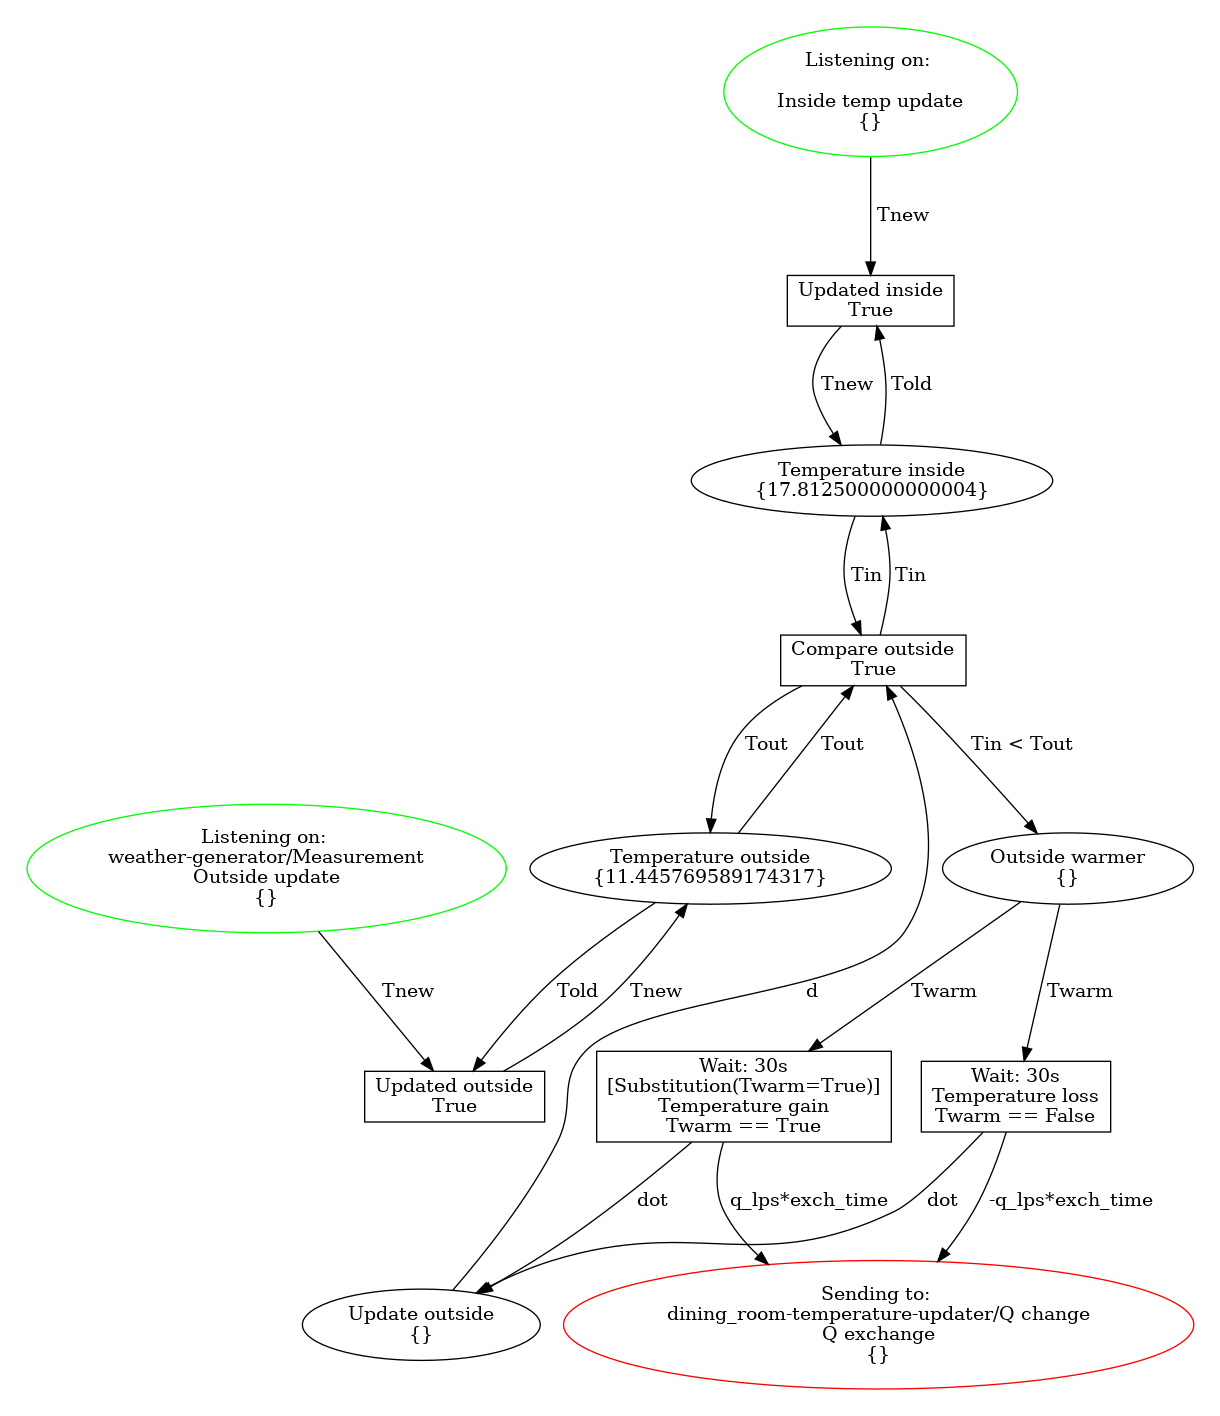 Listening on:
Inside temp update
{}
Tnew
Updated inside
True
Tnew
Told
Temperature inside
{17.812500000000004}
Tin
Tin
Compare outside
True
Tout
Tout
Tin < Tout
Listening on:
weather-generator/Measurement
Outside update
{}
Temperature outside
{11.445769589174317}
Outside warmer
{}
Tnew
Told
Tnew
d
Twarm
Twarm
Updated outside
True
Wait: 30s
[Substitution(Twarm=True)]
Temperature gain
Twarm == True
Wait: 30s
Temperature loss
Twarm == False
dot
q_lps*exch_time
dot
-q_lps*exch_time
Update outside
{}
Sending to:
dining_room-temperature-updater/Q change
Q exchange
{}